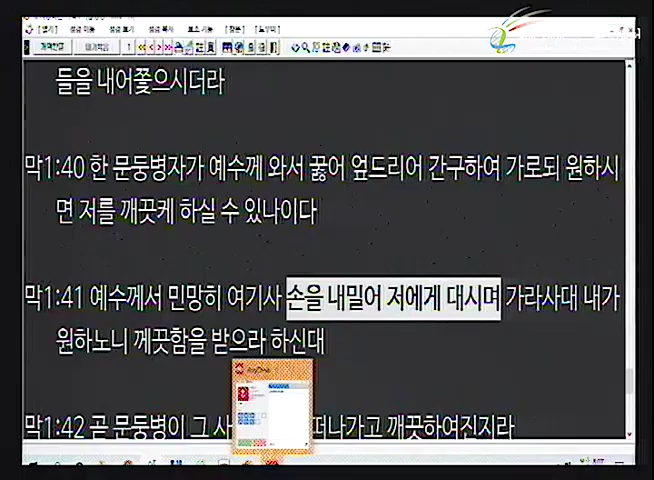 들을 내어쫓으시더라
막1:40 한 문둥병자가 예수께 와서 꿇어 엎드리어 간구하여 가로되 원하시
면 저를 깨끗케 하실 수 있나이다
막1:41 예수께서 민망히 여기사 손을 내밀어 저에게 대시며 가라사대 내가
원하노니 깨끗함을 받으라 하신대
AnyDesk
막1:42 곧 문둥병이 그 사 떠나가고 깨끗하여진지라